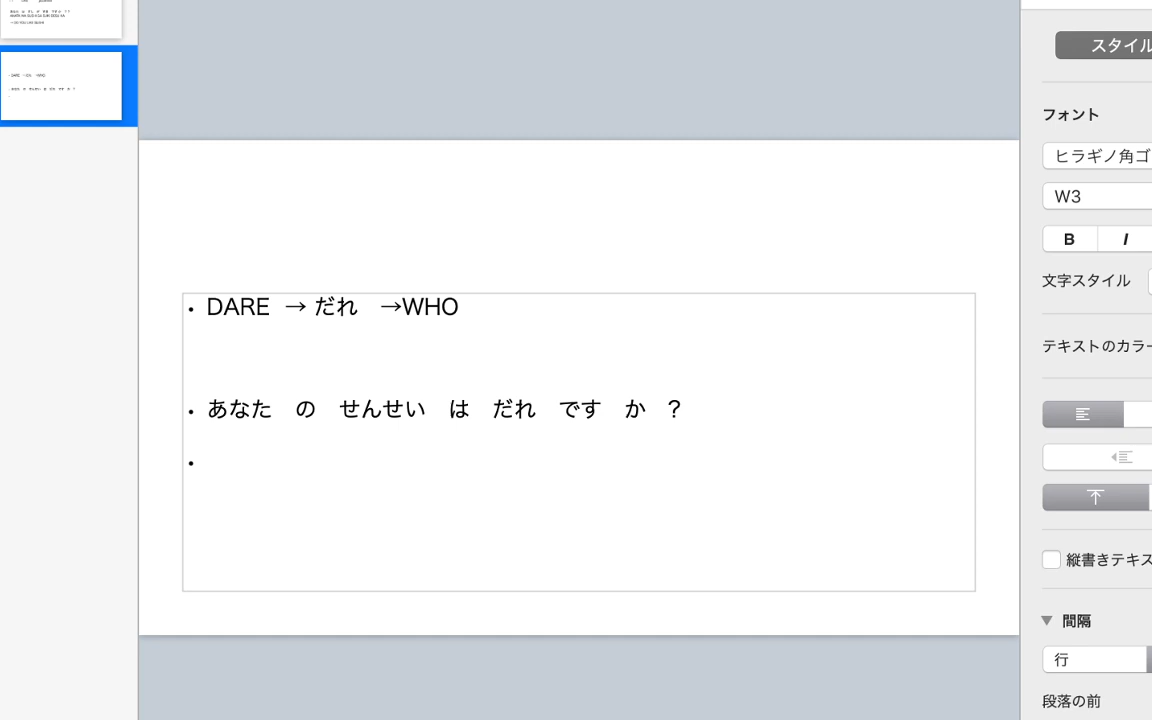 • DARE → だれ →WHO
• あなた の せんせい は だれ です か ？
•
スタイル
フォント
ヒラギノ角ゴ
W3
B I
文字スタイル
テキストのカラー
縦書きテキス
▼ 間隔
行
段落の前